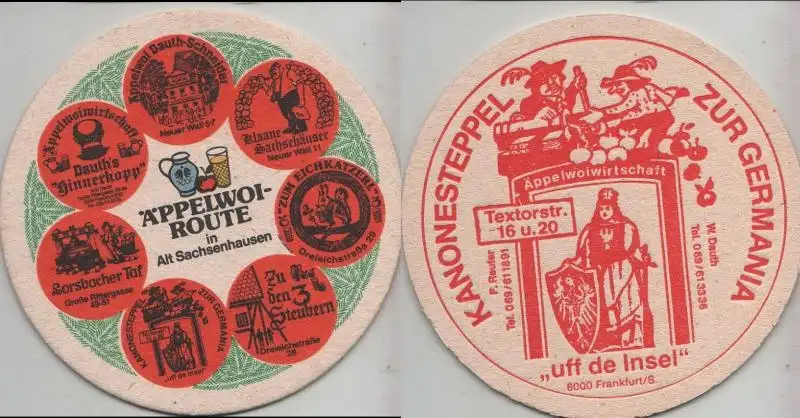 Äppelwoi Dauth-Schneider
Neuer Wall 5-7
Klaane
Sachsehäuser
Neuer Wall 11
"ZUM EICHKATZERL"
Dreieichstraße 29
Zu
den 3
Steubern
Dreieichstraße
28
KANONESTEPPEL
ZUR GERMANIA
Textorstr.
„uff de Insel"
Lorsbacher Tal
Große Rittergasse
49-51
Äppelwoiwirtschaft
Dauth's
"Hinnerkopp"
ÄPPELWOI-
ROUTE
in
Alt Sachsenhausen
KANONESTEPPEL
ZUR GERMANIA
Äppelwoiwirtschaft
Textorstr.
16 u. 20
P. Reuter
Tel. 069/611891
W. Dauth
Tel. 069/613336
„uff de Insel"
6000 Frankfurt/S.